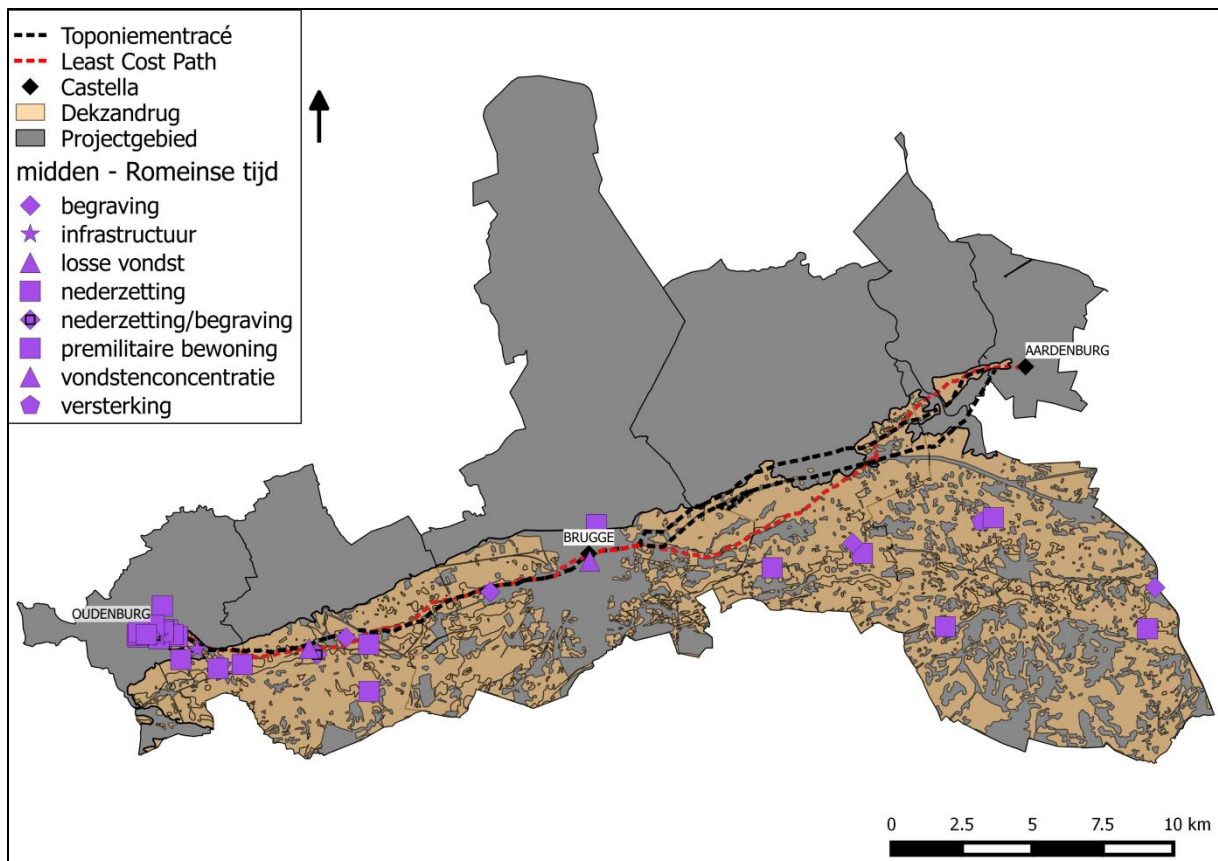 Toponiementracé
Least Cost Path
Castella
Dekzandrug
Projectgebied
midden - Romeinse tijd
begraving
infrastructuur
losse vondst
nederzetting
nederzetting/begraving
premilitaire bewoning
vondstenconcentratie
versterking
AARDENBURG
BRUGGE
OUDENBURG
0 2.5 5 7.5 10 km